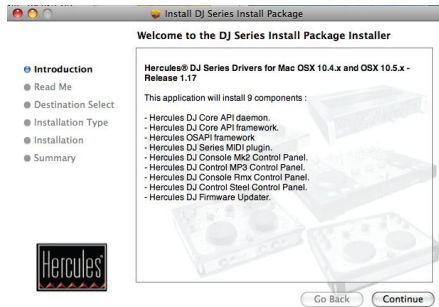 Install DJ Series Install Package
Welcome to the DJ Series Install Package Installer
Introduction
Read Me
Destination Select
Installation Type
Installation
Summary
Hercules® DJ Series Drivers for Mac OSX 10.4.x and OSX 10.5.x -
Release 1.17
This application will install 9 components :
- Hercules DJ Core API daemon.
- Hercules DJ Core API framework.
- Hercules OSAPI framework
- Hercules DJ Series MIDI plugin.
- Hercules DJ Console Mk2 Control Panel.
- Hercules DJ Control MP3 Control Panel.
- Hercules DJ Console Rmx Control Panel.
- Hercules DJ Control Steel Control Panel.
- Hercules DJ Firmware Updater.
Hercules
Go Back
Continue